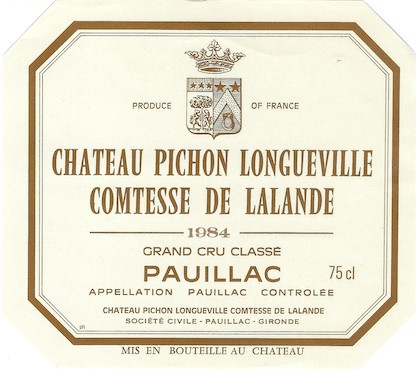 PRODUCE OF FRANCE
CHATEAU PICHON LONGUEVILLE
COMTESSE DE LALANDE
1984
GRAND CRU CLASSÉ
PAUILLAC 75 cl
APPELLATION PAUILLAC CONTROLÉE
CHATEAU PICHON LONGUEVILLE COMTESSE DE LALANDE
SOCIÉTÉ CIVILE - PAUILLAC - GIRONDE
MIS EN BOUTEILLE AU CHATEAU